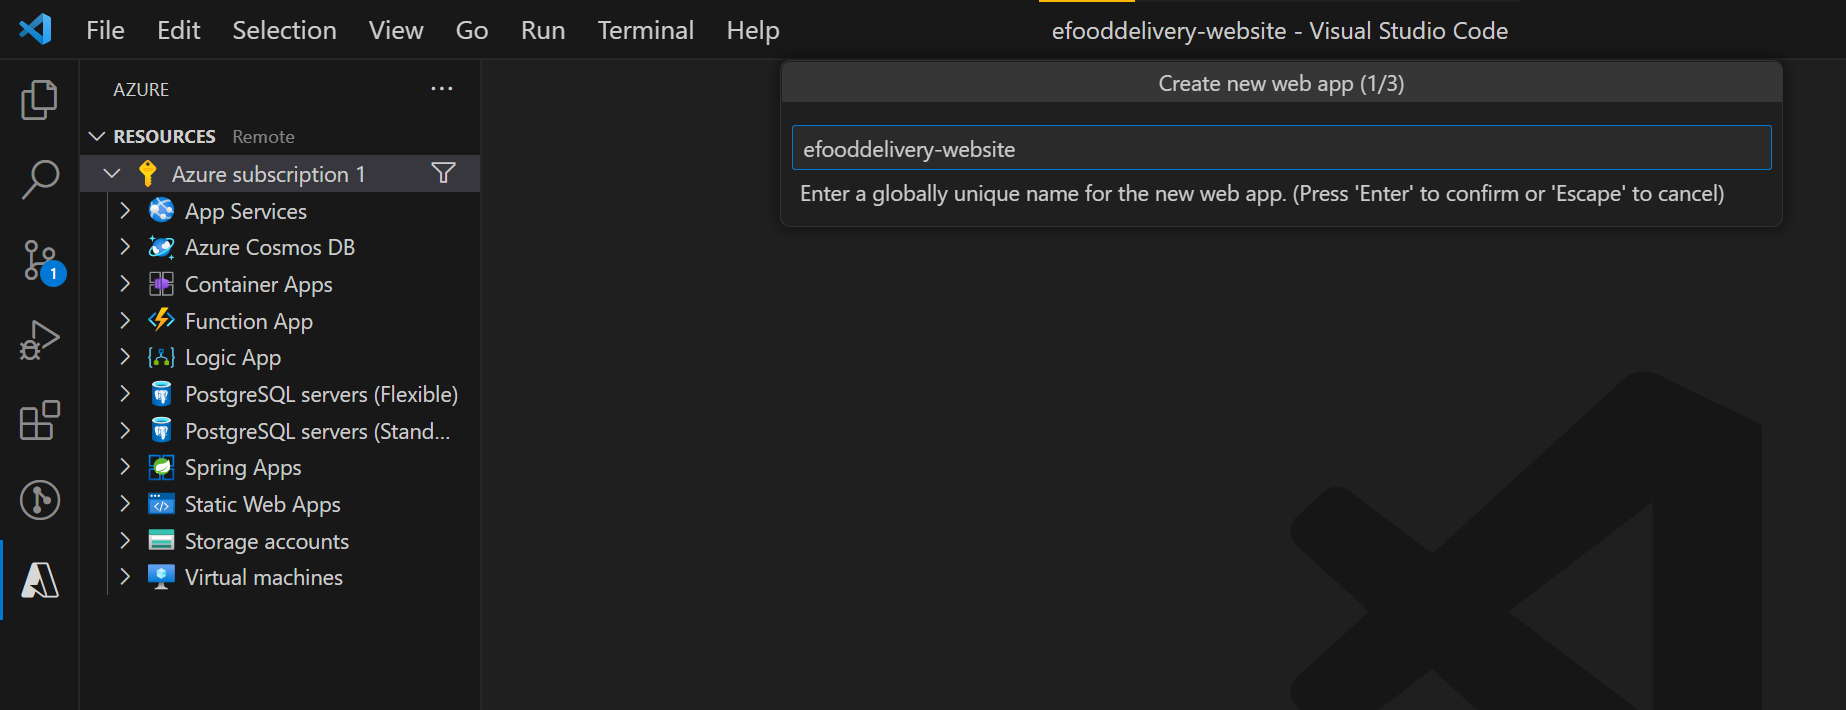 File Edit Selection View Go Run Terminal Help
efooddelivery-website - Visual Studio Code
AZURE
RESOURCES Remote
Azure subscription 1
App Services
Azure Cosmos DB
Container Apps
Function App
Logic App
PostgreSQL servers (Flexible)
PostgreSQL servers (Stand...
Spring Apps
Static Web Apps
Storage accounts
Virtual machines
1
Create new web app (1/3)
efooddelivery-website
Enter a globally unique name for the new web app. (Press 'Enter' to confirm or 'Escape' to cancel)